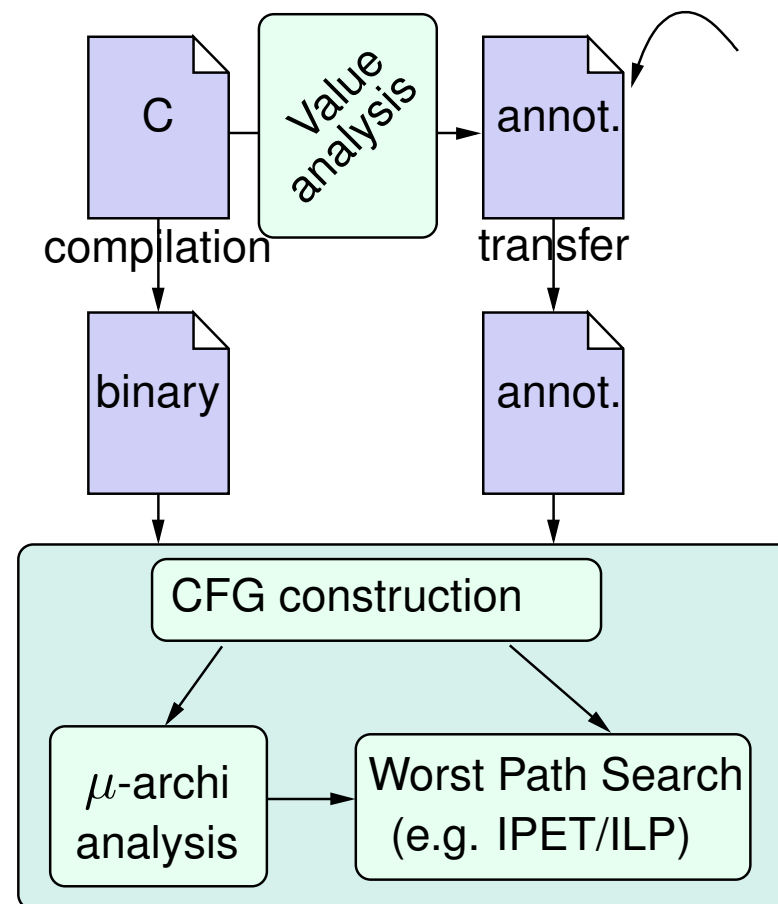 C
Value
analysis
annot.
compilation
transfer
binary
annot.
CFG construction
μ-archi
analysis
Worst Path Search
(e.g. IPET/ILP)